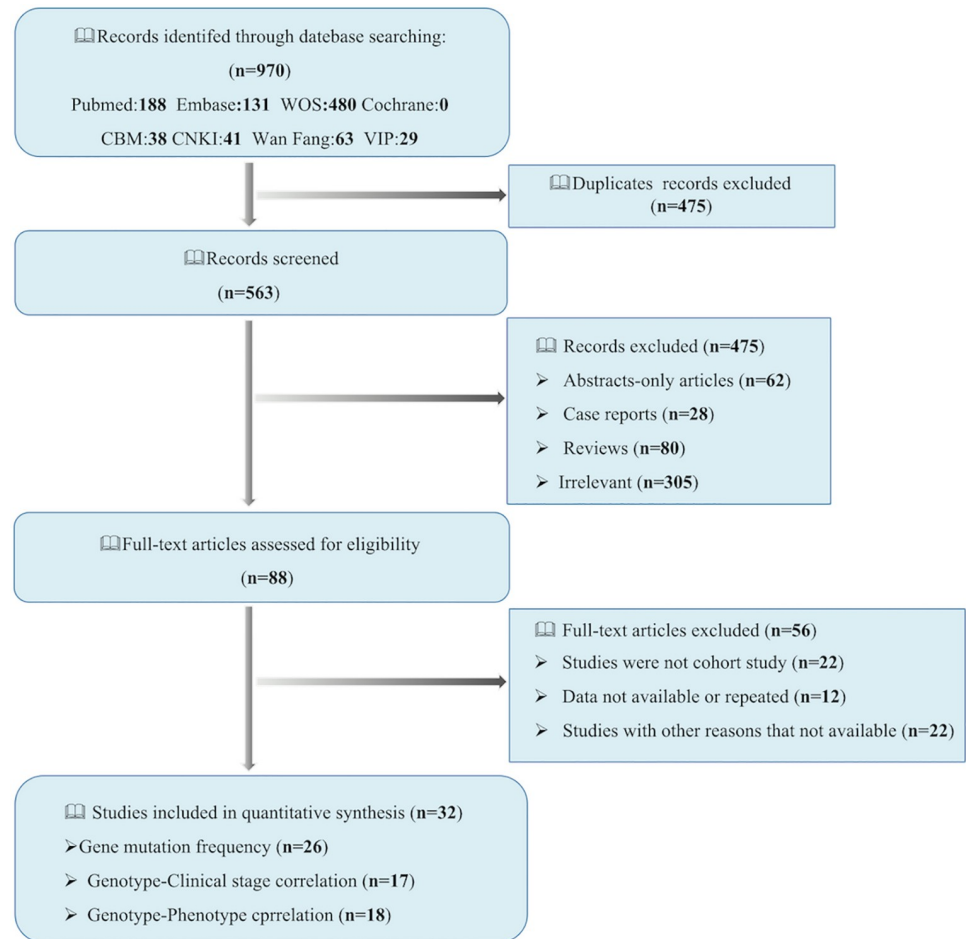 🕮Records identifed through datebase searching:
(n=970)
Pubmed:188 Embase:131 WOS:480 Cochrane:0
CBM:38 CNKI:41 Wan Fang:63 VIP:29
🕮Duplicates records excluded
(n=475)
🕮Records screened
(n=563)
🕮 Records excluded (n=475)
➢ Abstracts-only articles (n=62)
➢ Case reports (n=28)
➢ Reviews (n=80)
➢ Irrelevant (n=305)
🕮Full-text articles assessed for eligibility
(n=88)
🕮 Full-text articles excluded (n=56)
➢ Studies were not cohort study (n=22)
➢ Data not available or repeated (n=12)
➢ Studies with other reasons that not available (n=22)
🕮 Studies included in quantitative synthesis (n=32)
➢Gene mutation frequency (n=26)
➢ Genotype-Clinical stage correlation (n=17)
➢ Genotype-Phenotype cprrelation (n=18)